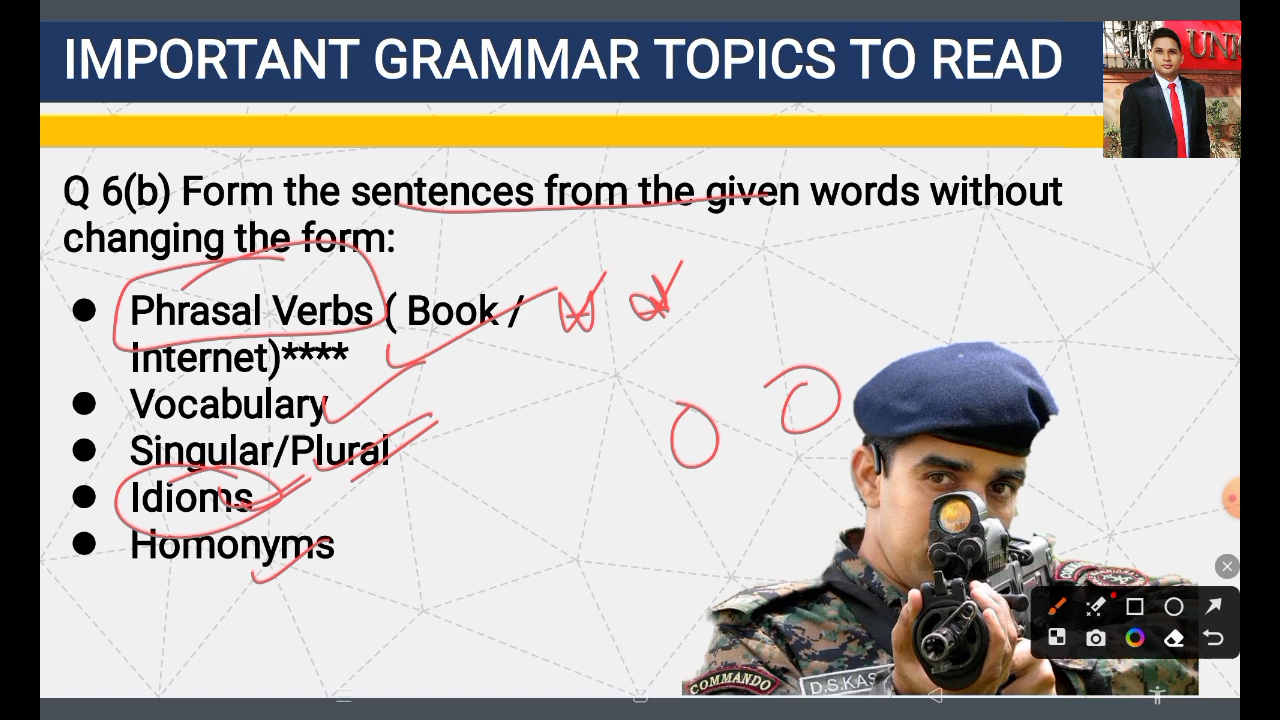 IMPORTANT GRAMMAR TOPICS TO READ
Q 6(b) Form the sentences from the given words without
changing the form:
● Phrasal Verbs ( Book /
Internet)****
● Vocabulary
● Singular/Plural
● Idioms
● Homonyms
COMMANDO
D.S.KAS